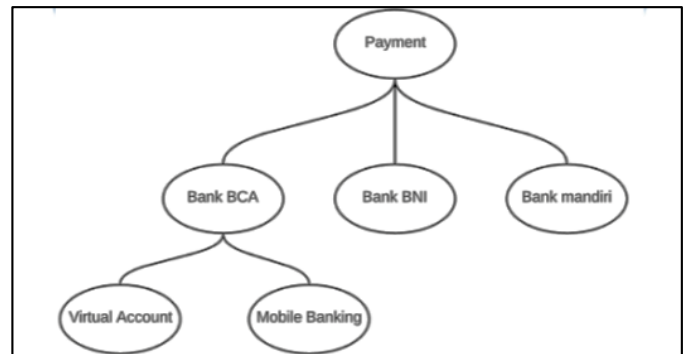 Payment
Bank BCA
Bank BNI
Bank mandiri
Virtual Account
Mobile Banking